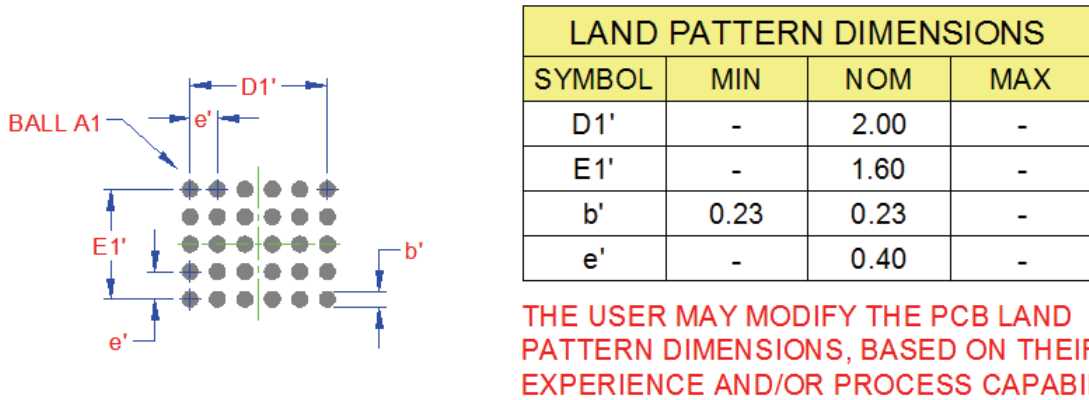 D1'
e'
BALL A1
E1'
b'
e'
LAND PATTERN DIMENSIONS
SYMBOL MIN NOM MAX
D1' - 2.00 -
E1' - 1.60 -
b' 0.23 0.23 -
e' - 0.40 -
THE USER MAY MODIFY THE PCB LAND
PATTERN DIMENSIONS, BASED ON THEIR
EXPERIENCE AND/OR PROCESS